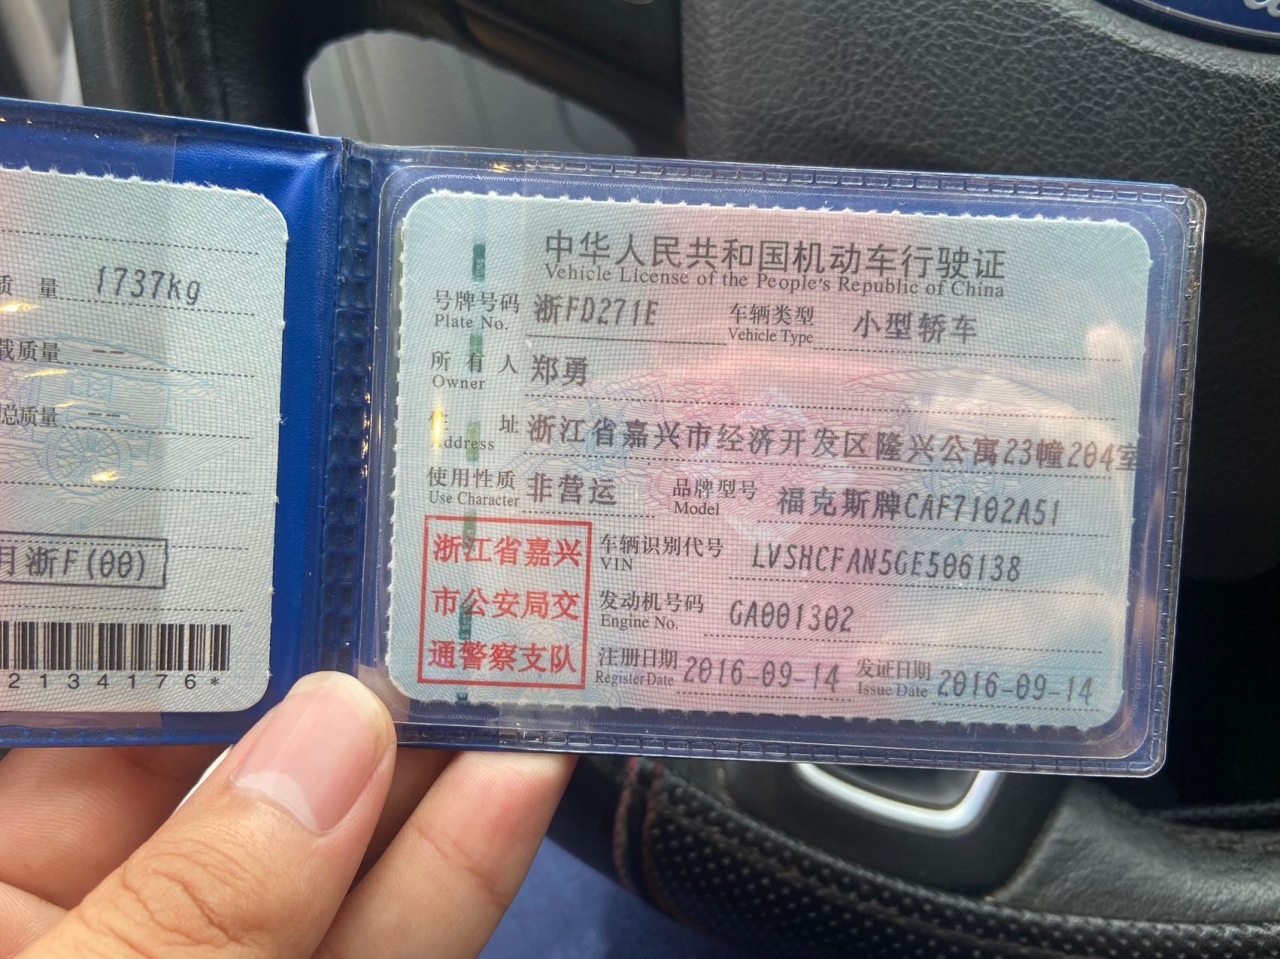 质 量 1737kg
载质量 --
总质量 --
月浙F(00)
2134176*
中华人民共和国机动车行驶证
Vehicle License of the People's Republic of China
号牌号码 浙FD271E 车辆类型 小型轿车
Plate No. Vehicle Type
所有人 郑勇
Owner
住 址 浙江省嘉兴市经济开发区隆兴公寓23幢204室
Address
使用性质 非营运 品牌型号 福克斯牌CAF7102A51
Use Character Model
浙江省嘉兴
市公安局交
通警察支队
车辆识别代号 LVSHCFAN5GE506138
VIN
发动机号码 GA001302
Engine No.
注册日期 2016-09-14 发证日期 2016-09-14
Register Date Issue Date